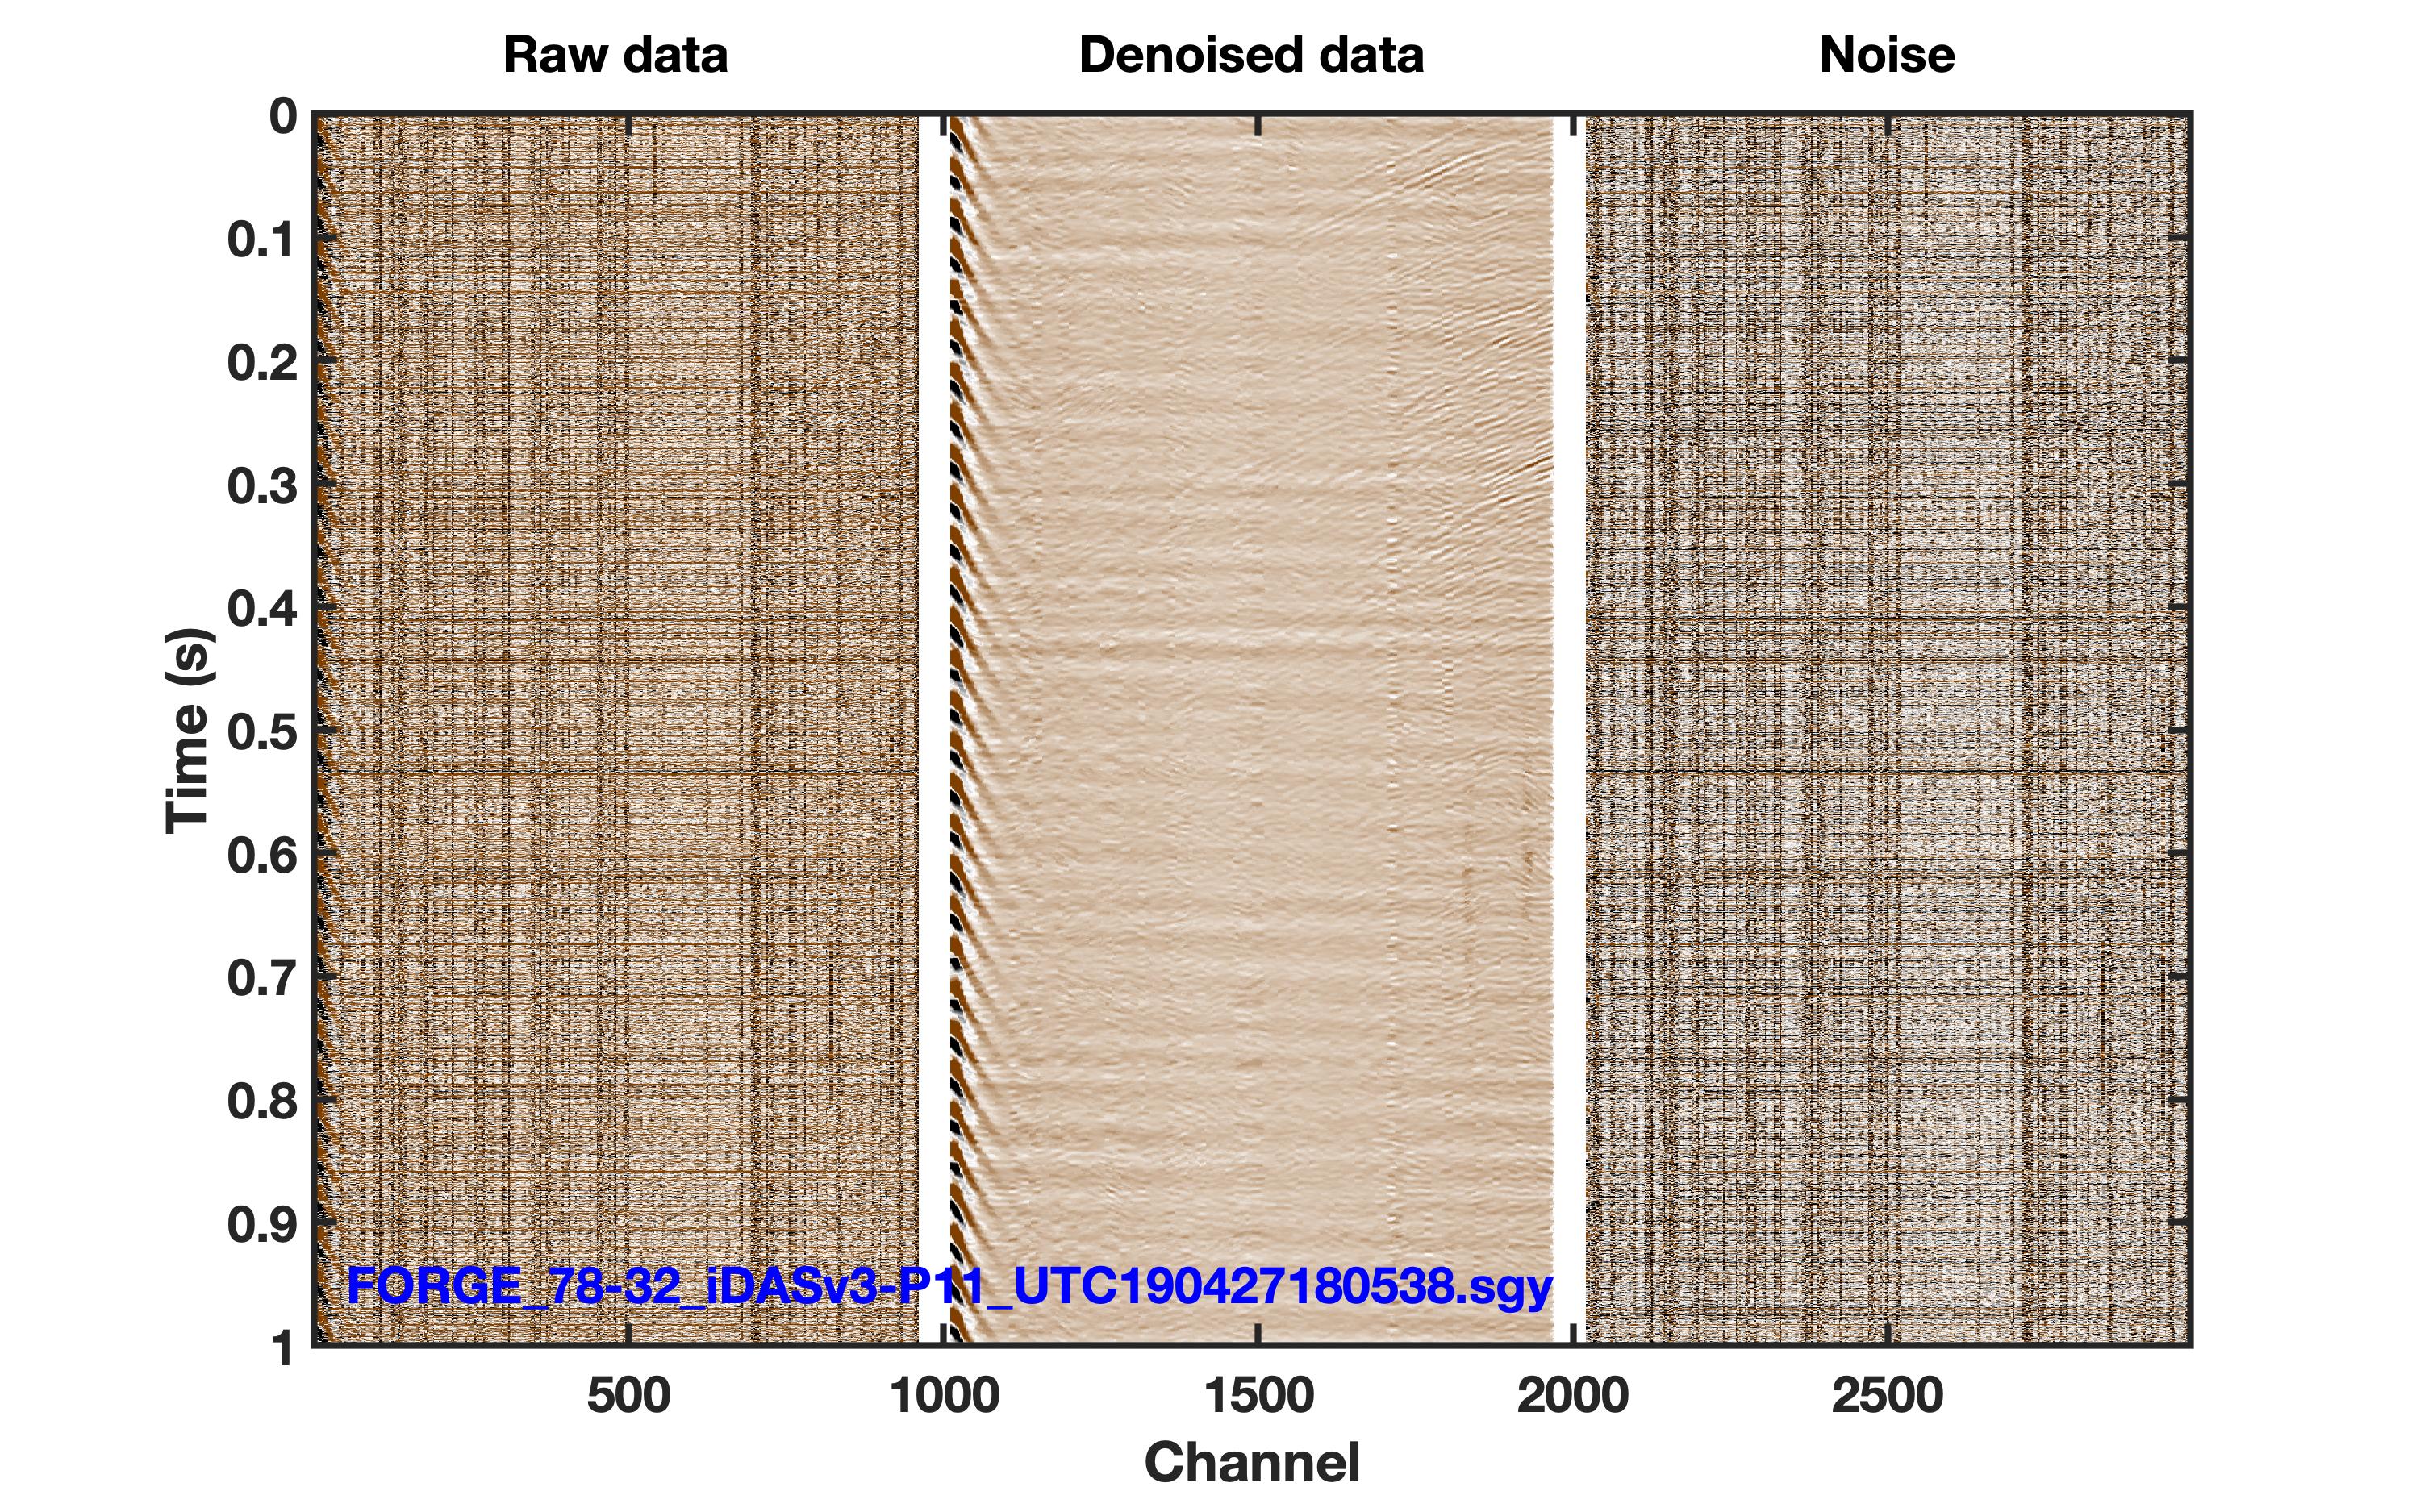 Raw data
Denoised data
Noise
0
0.1
0.2
0.3
0.4
0.5
0.6
0.7
0.8
0.9
1
Time (s)
FORGE_78-32_iDASv3-P11_UTC190427180538.sgy
500
1000
1500
2000
2500
Channel